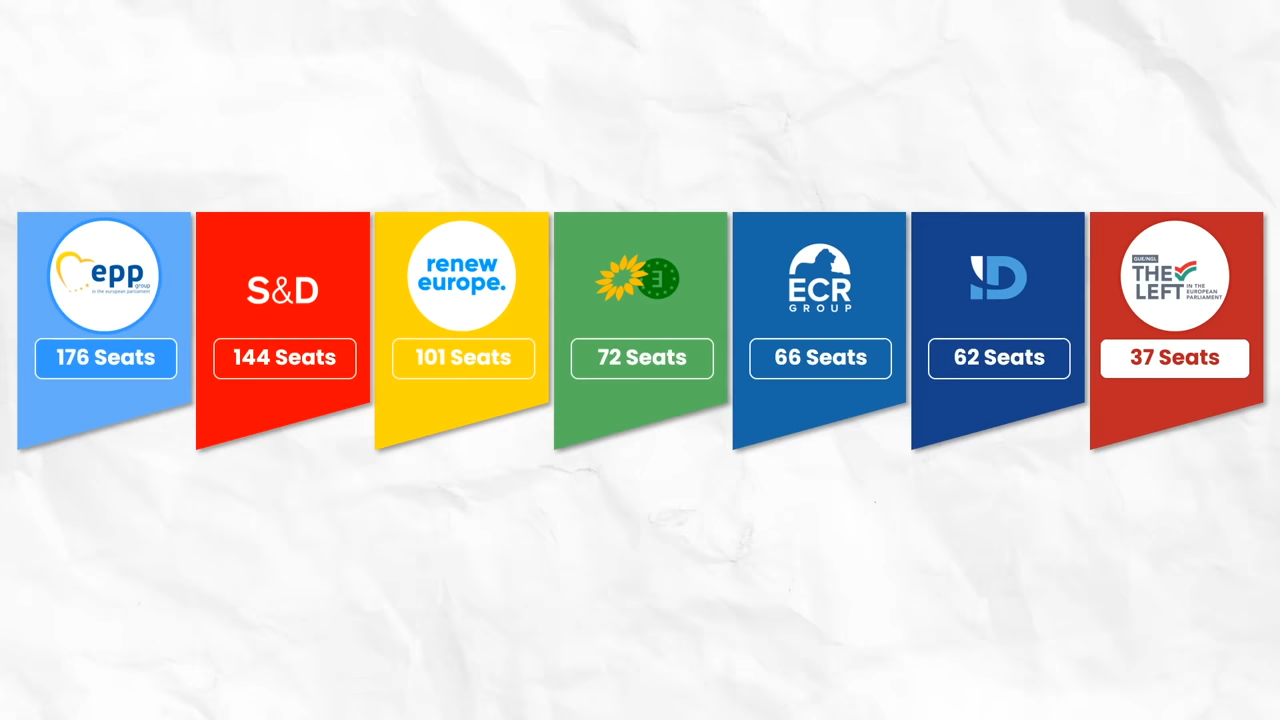 epp
group
in the european parliament
176 Seats
S&D
144 Seats
renew
europe.
101 Seats
72 Seats
ECR
GROUP
66 Seats
ID
62 Seats
GUE/NGL
THE
LEFT
IN THE
EUROPEAN
PARLIAMENT
37 Seats